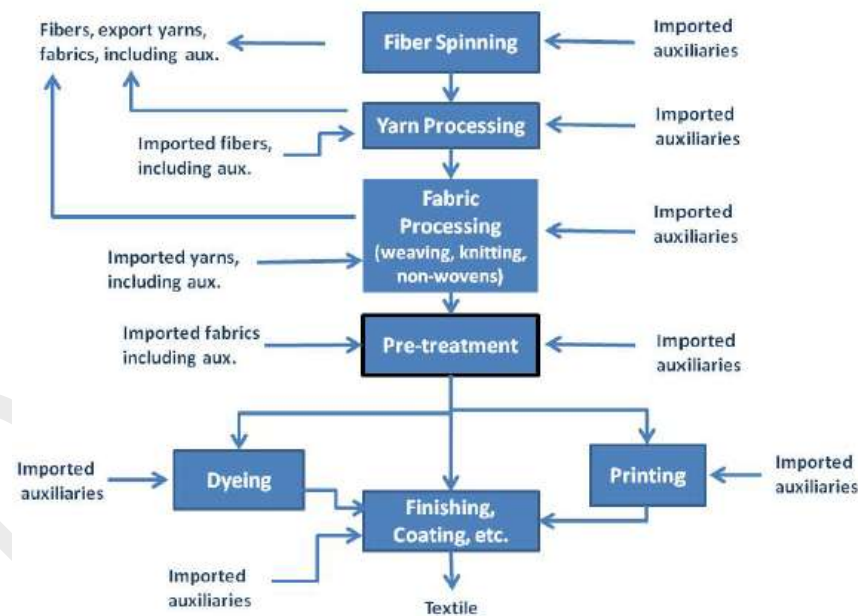 Fibers, export yarns,
fabrics, including aux.
Fiber Spinning
Imported
auxiliaries
Yarn Processing
Imported
auxiliaries
Imported fibers,
including aux.
Fabric
Processing
(weaving, knitting,
non-wovens)
Imported
auxiliaries
Imported yarns,
including aux.
Imported fabrics
including aux.
Pre-treatment
Imported
auxiliaries
Imported
auxiliaries
Dyeing
Printing
Imported
auxiliaries
Finishing,
Coating, etc.
Imported
auxiliaries
Textile